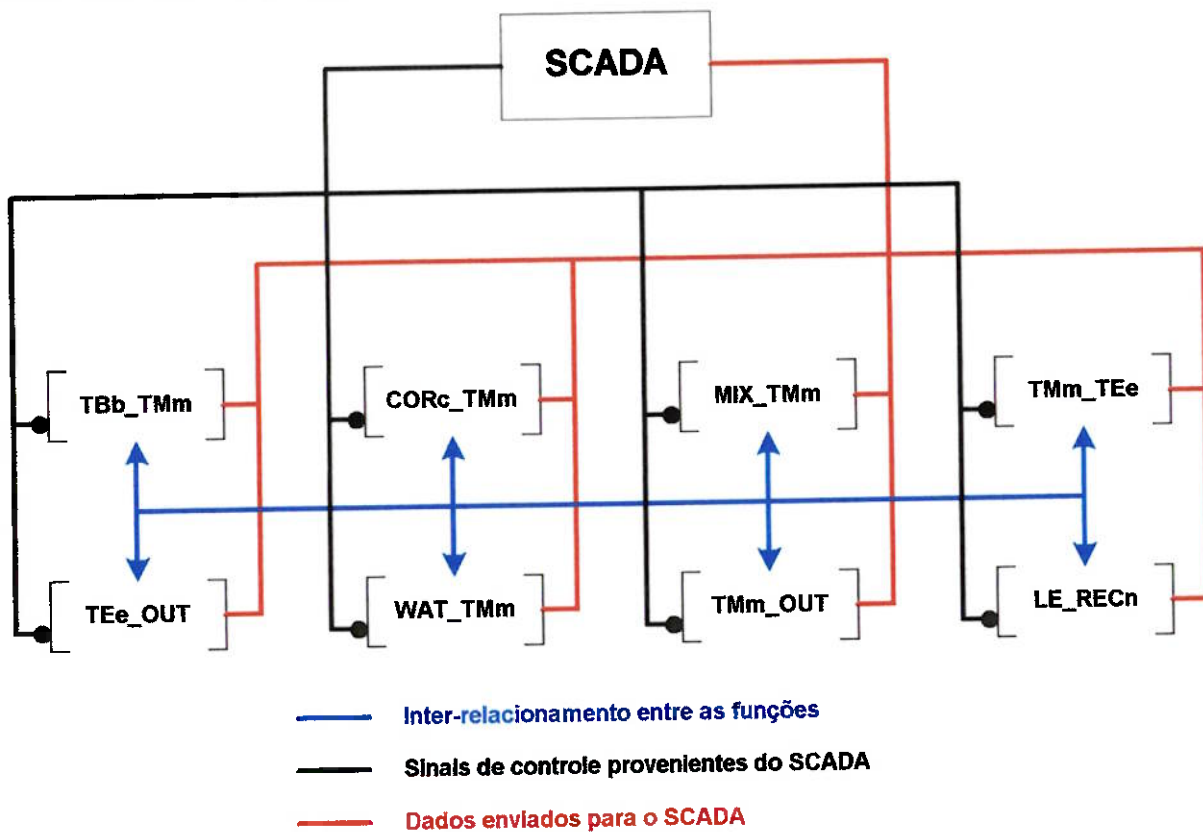 SCADA
TBb_TMm
CORc_TMm
MIX_TMm
TMm_TEe
TEe_OUT
WAT_TMm
TMm_OUT
LE_RECn
Inter-relacionamento entre as funções
Sinais de controle provenientes do SCADA
Dados enviados para o SCADA